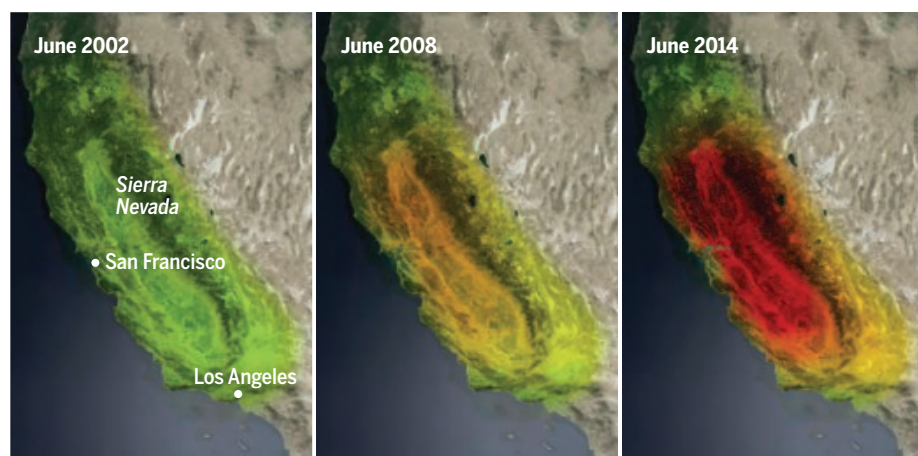 June 2002
Sierra
Nevada
San Francisco
Los Angeles
June 2008
June 2014